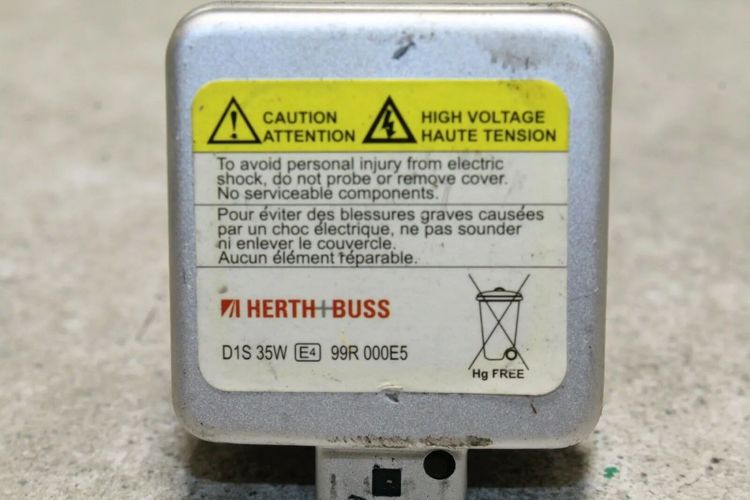 CAUTION
ATTENTION
HIGH VOLTAGE
HAUTE TENSION
To avoid personal injury from electric
shock, do not probe or remove cover.
No serviceable components.
Pour éviter des blessures graves causées
par un choc électrique, ne pas sounder
ni enlever le couvercle.
Aucun élément réparable.
HERTH+BUSS
D1S 35W E4 99R 000E5
Hg FREE